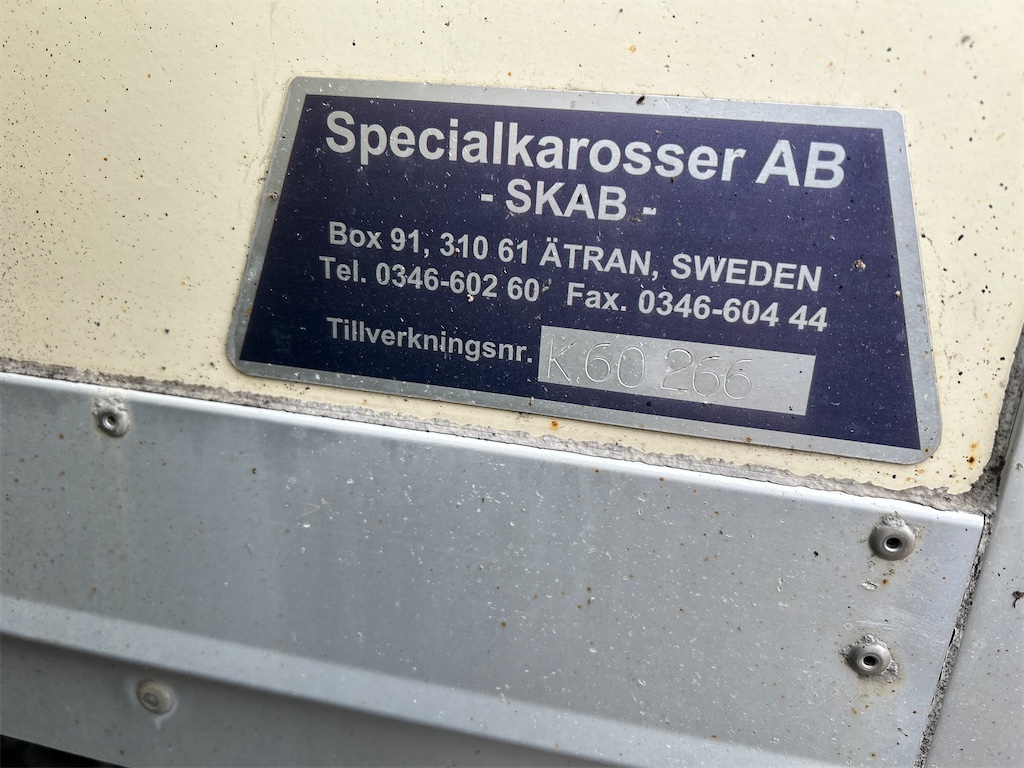 Specialkarosser AB
- SKAB -
Box 91, 310 61 ÄTRAN, SWEDEN
Tel. 0346-602 60 Fax. 0346-604 44
Tillverkningsnr. K 60 266